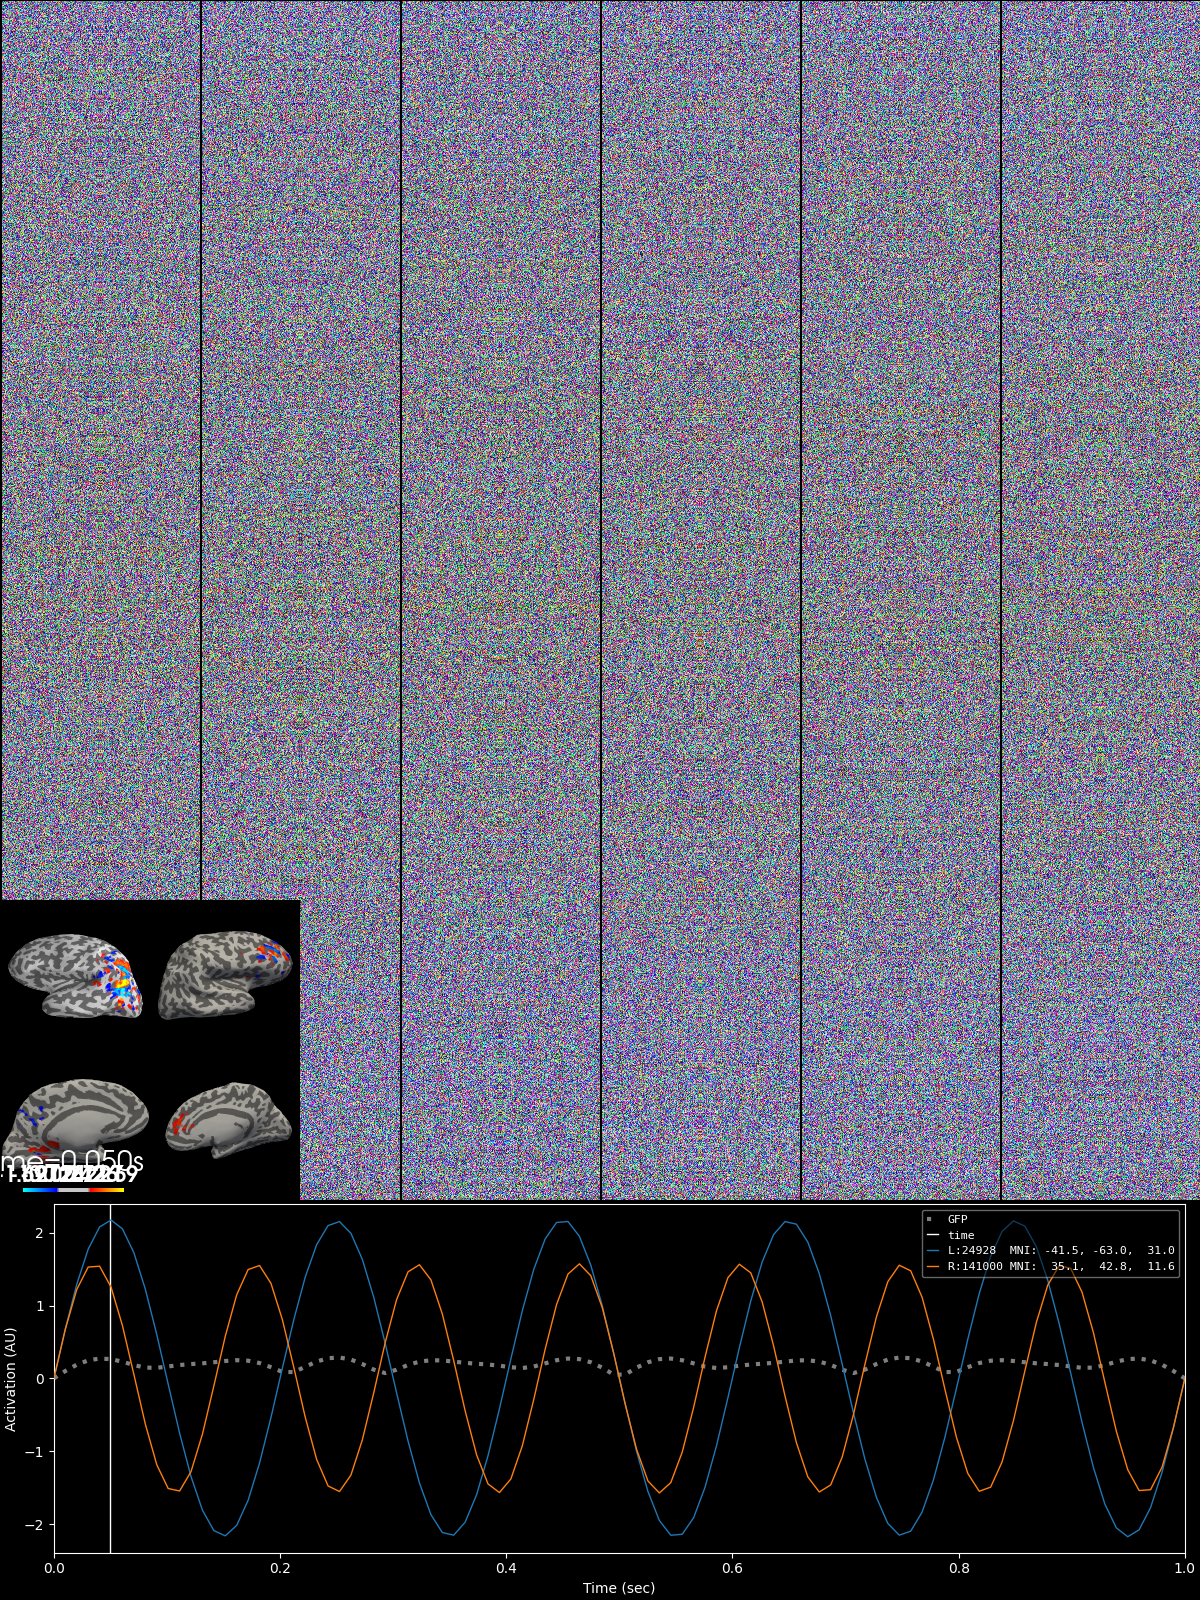 me=0.050s
2
1
0
−1
−2
Activation (AU)
GFP
time
L:24928 MNI: -41.5, -63.0, 31.0
R:141000 MNI: 35.1, 42.8, 11.6
0.0 0.2 0.4 0.6 0.8 1.0
Time (sec)